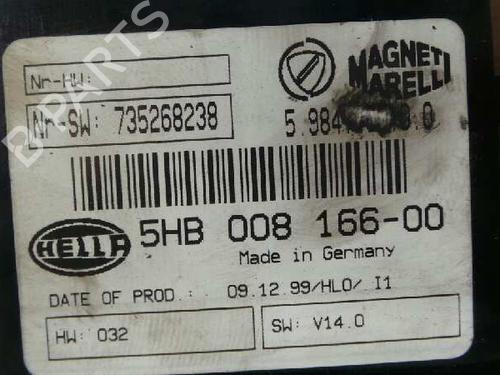 B-PARTS
Nr-HW:
MAGNETI
MARELLI
Nr-SW: 735268238
HELLA
5HB 008 166-00
Made in Germany
DATE OF PROD.: 09.12.99/HLO/ I1
HW: 032
SW: V14.0